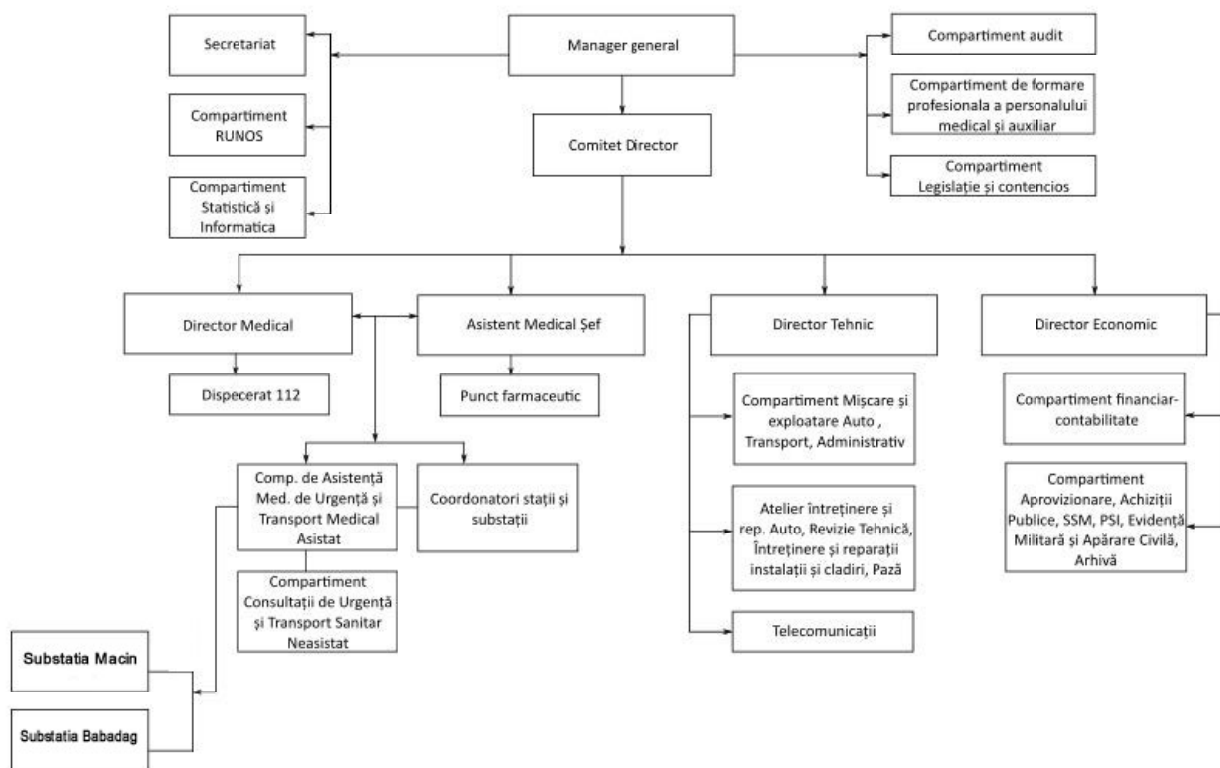 Secretariat
Manager general
Compartiment audit
Compartiment
RUNOS
Compartiment de formare
profesionala a personalului
medical și auxiliar
Comitet Director
Compartiment
Legislație și contencios
Compartiment
Statistică și
Informatica
Director Medical
Asistent Medical Șef
Director Tehnic
Director Economic
Dispecerat 112
Punct farmaceutic
Compartiment Mișcare și
exploatare Auto ,
Transport, Administrativ
Compartiment financiar-
contabilitate
Comp. de Asistență
Med. de Urgență și
Transport Medical
Asistat
Coordonatori stații și
substații
Atelier întreținere și
rep. Auto, Revizie Tehnică,
Întreținere și reparații
instalații și cladiri, Pază
Compartiment
Aprovizionare, Achiziții
Publice, SSM, PSI, Evidență
Militară și Apărare Civilă,
Arhivă
Compartiment
Consultații de Urgență
și Transport Sanitar
Neasistat
Telecomunicații
Substatia Macin
Substatia Babadag